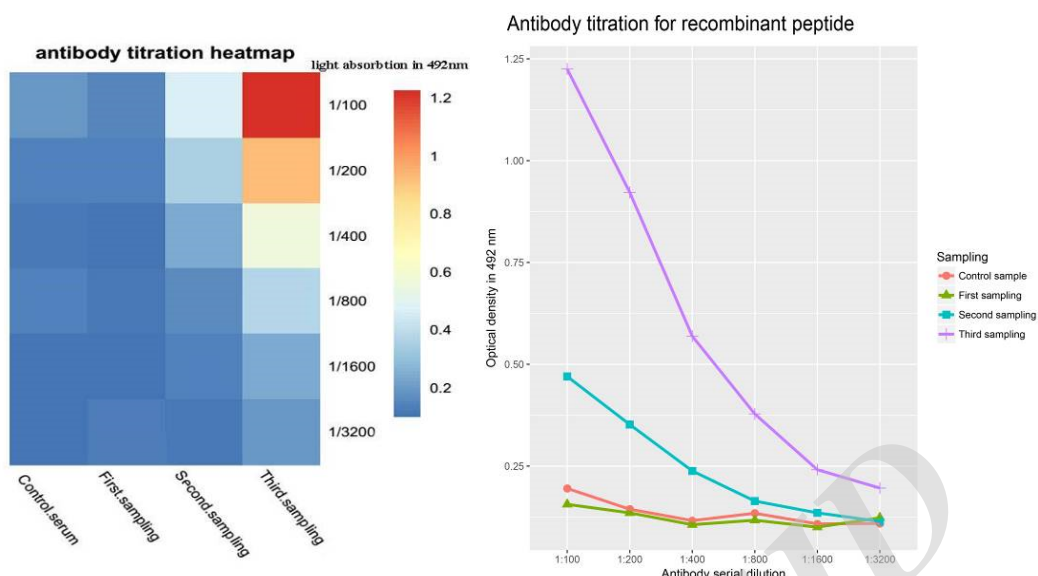 antibody titration heatmap
light absorbtion in 492nm
1/100
1/200
1/400
1/800
1/1600
1/3200
1.2
1
0.8
0.6
0.4
0.2
Control.serum
First.sampling
Second.sampling
Third.sampling
Antibody titration for recombinant peptide
Optical density in 492 nm
1.25
1.00
0.75
0.50
0.25
1:100
1:200
1:400
1:800
1:1600
1:3200
Antibody serial dilution
Sampling
Control sample
First sampling
Second sampling
Third sampling